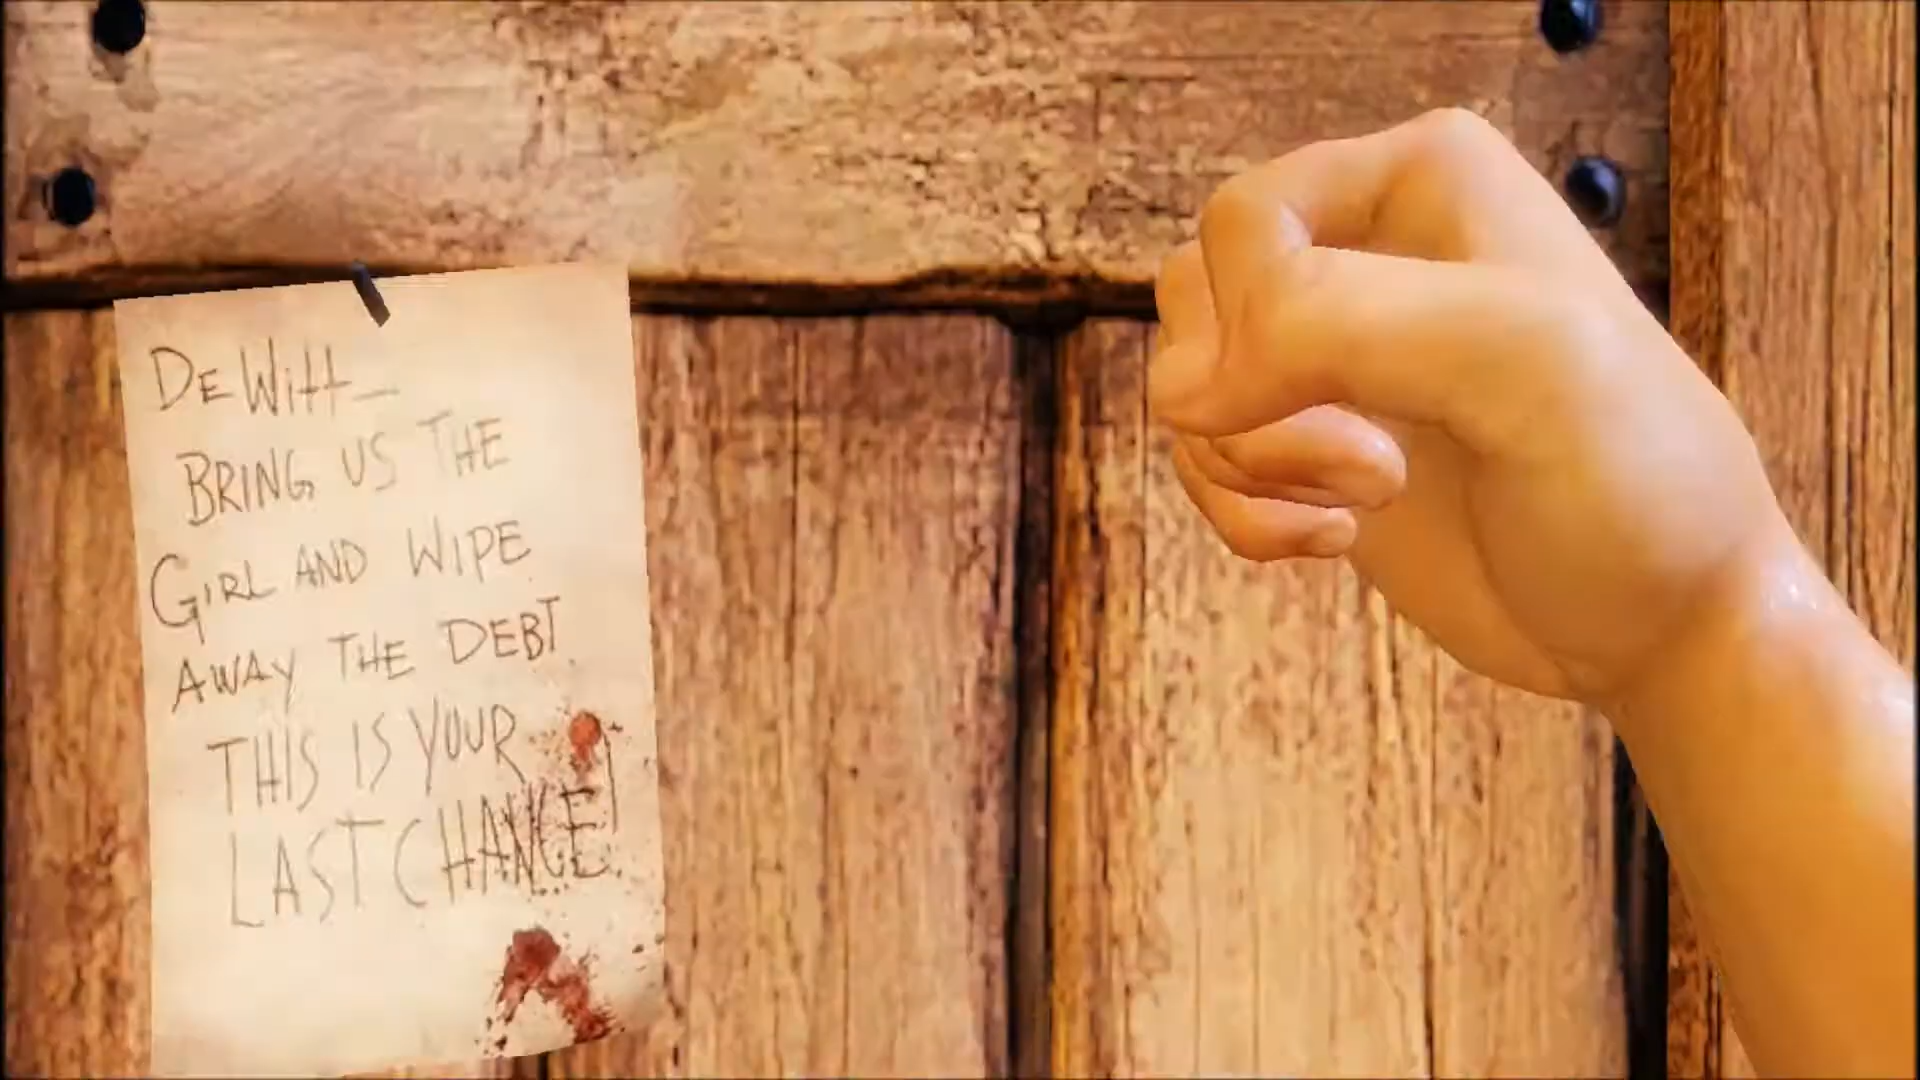 DEWitt—
BRING US THE
GIRL AND WIPE
AWAY THE DEBT
THIS IS YOUR
LAST CHANCE!